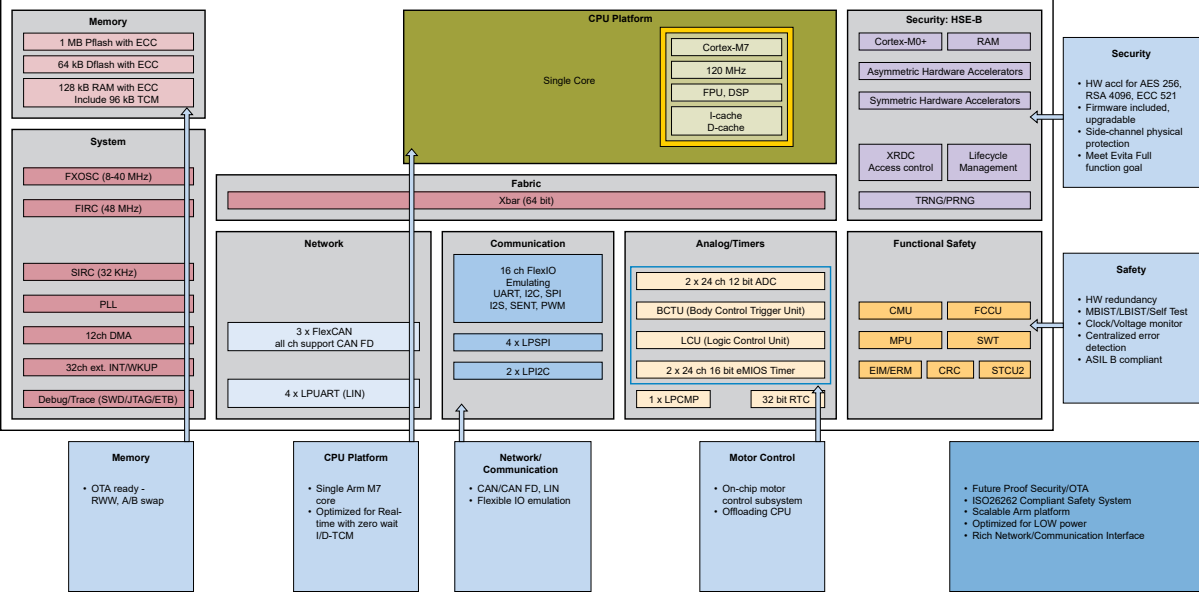 Memory
1 MB Pflash with ECC
64 kB Dflash with ECC
128 kB RAM with ECC
Include 96 kB TCM
System
FXOSC (8-40 MHz)
FIRC (48 MHz)
SIRC (32 KHz)
PLL
12ch DMA
32ch ext. INT/WKUP
Debug/Trace (SWD/JTAG/ETB)
CPU Platform
Single Core
Cortex-M7
120 MHz
FPU, DSP
I-cache
D-cache
Fabric
Xbar (64 bit)
Network
3 x FlexCAN
all ch support CAN FD
4 x LPUART (LIN)
Communication
16 ch FlexIO
Emulating
UART, I2C, SPI
I2S, SENT, PWM
4 x LPSPI
2 x LPI2C
Analog/Timers
2 x 24 ch 12 bit ADC
BCTU (Body Control Trigger Unit)
LCU (Logic Control Unit)
2 x 24 ch 16 bit eMIOS Timer
1 x LPCMP
32 bit RTC
Security: HSE-B
Cortex-M0+
RAM
Asymmetric Hardware Accelerators
Symmetric Hardware Accelerators
XRDC
Access control
Lifecycle
Management
TRNG/PRNG
Functional Safety
CMU
FCCU
MPU
SWT
EIM/ERM
CRC
STCU2
Security
• HW accl for AES 256,
RSA 4096, ECC 521
• Firmware included,
upgradable
• Side-channel physical
protection
• Meet Evita Full
function goal
Safety
• HW redundancy
• MBIST/LBIST/Self Test
• Clock/Voltage monitor
• Centralized error
detection
• ASIL B compliant
Memory
• OTA ready -
RWW, A/B swap
CPU Platform
• Single Arm M7
core
• Optimized for Real-
time with zero wait
I/D-TCM
Network/
Communication
• CAN/CAN FD, LIN
• Flexible IO emulation
Motor Control
• On-chip motor
control subsystem
• Offloading CPU
• Future Proof Security/OTA
• ISO26262 Compliant Safety System
• Scalable Arm platform
• Optimized for LOW power
• Rich Network/Communication Interface